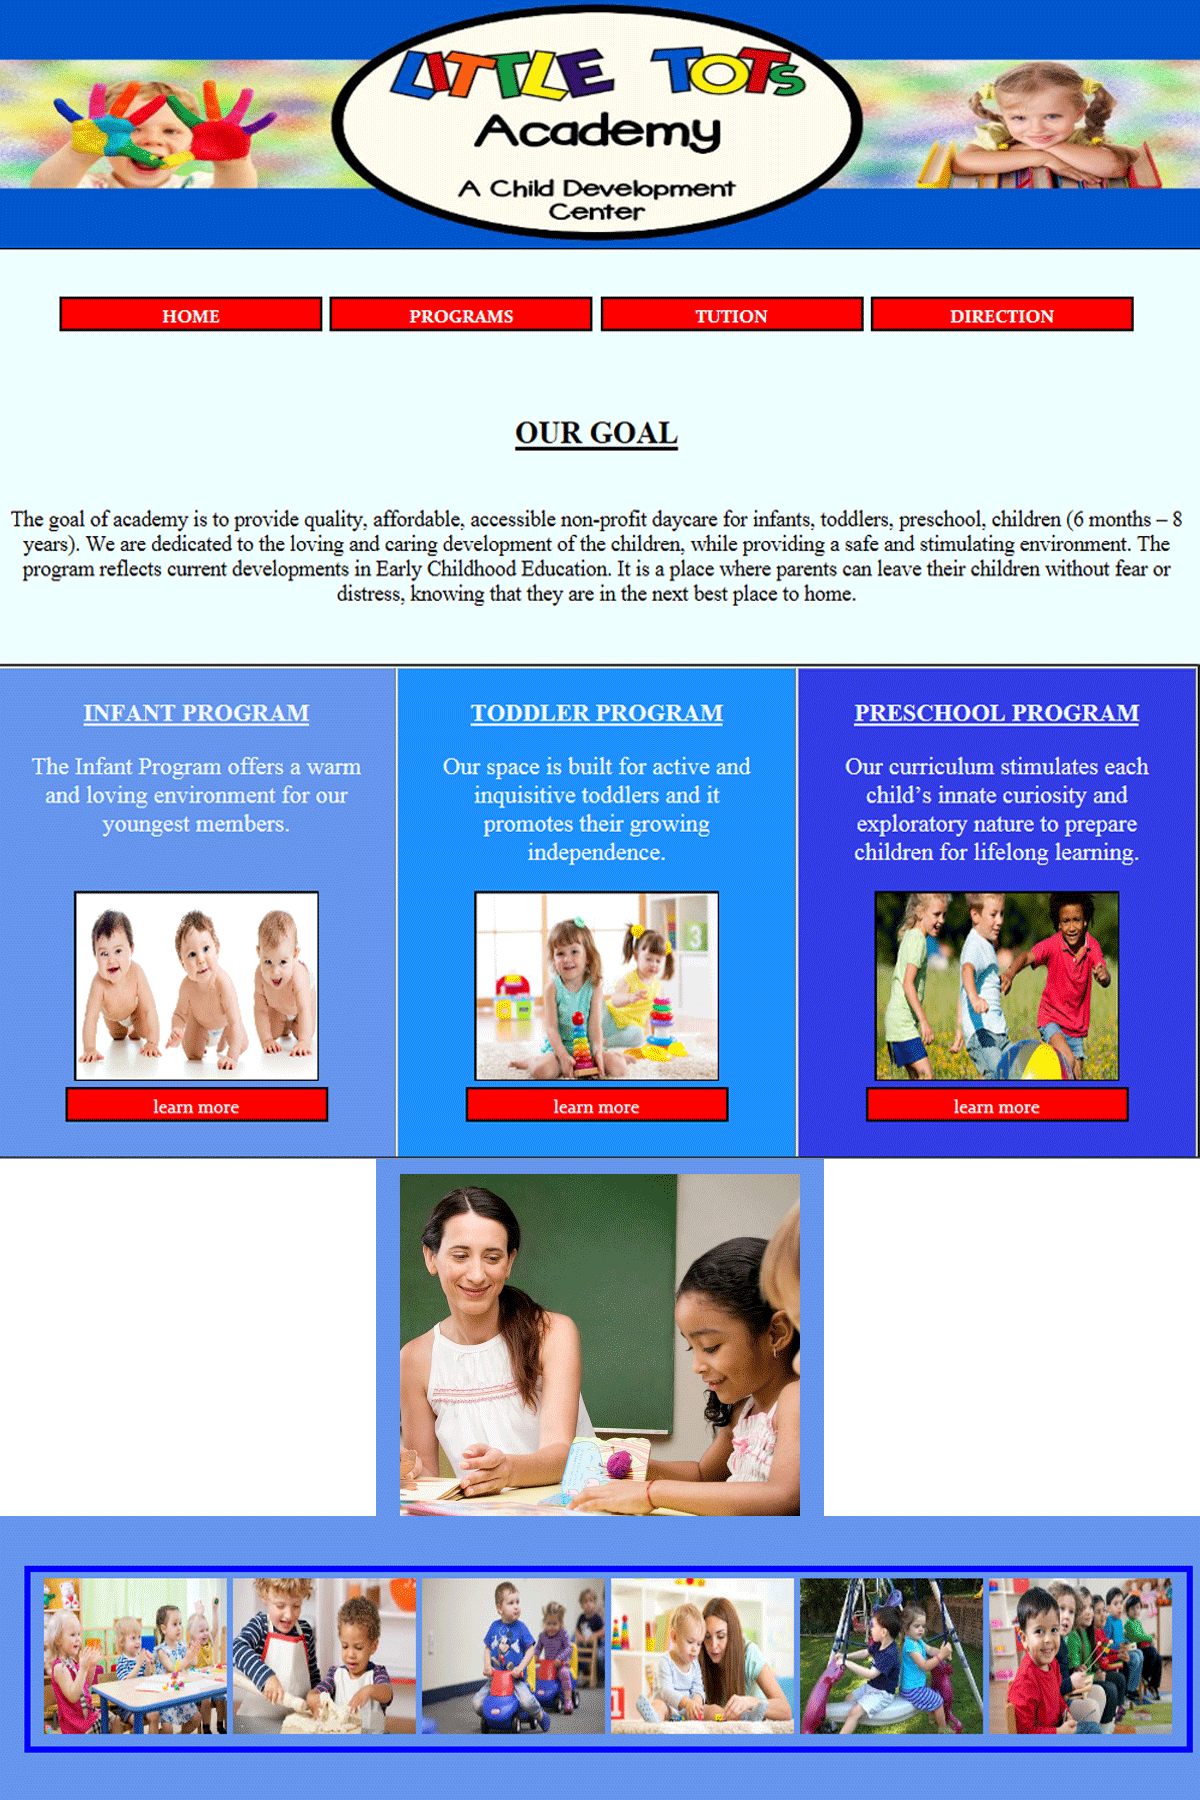 LITTLE TOTS
Academy
A Child Development
Center
HOME
PROGRAMS
TUTION
DIRECTION
OUR GOAL
The goal of academy is to provide quality, affordable, accessible non-profit daycare for infants, toddlers, preschool, children (6 months – 8
years). We are dedicated to the loving and caring development of the children, while providing a safe and stimulating environment. The
program reflects current developments in Early Childhood Education. It is a place where parents can leave their children without fear or
distress, knowing that they are in the next best place to home.
INFANT PROGRAM
The Infant Program offers a warm
and loving environment for our
youngest members.
learn more
TODDLER PROGRAM
Our space is built for active and
inquisitive toddlers and it
promotes their growing
independence.
3
learn more
PRESCHOOL PROGRAM
Our curriculum stimulates each
child’s innate curiosity and
exploratory nature to prepare
children for lifelong learning.
learn more